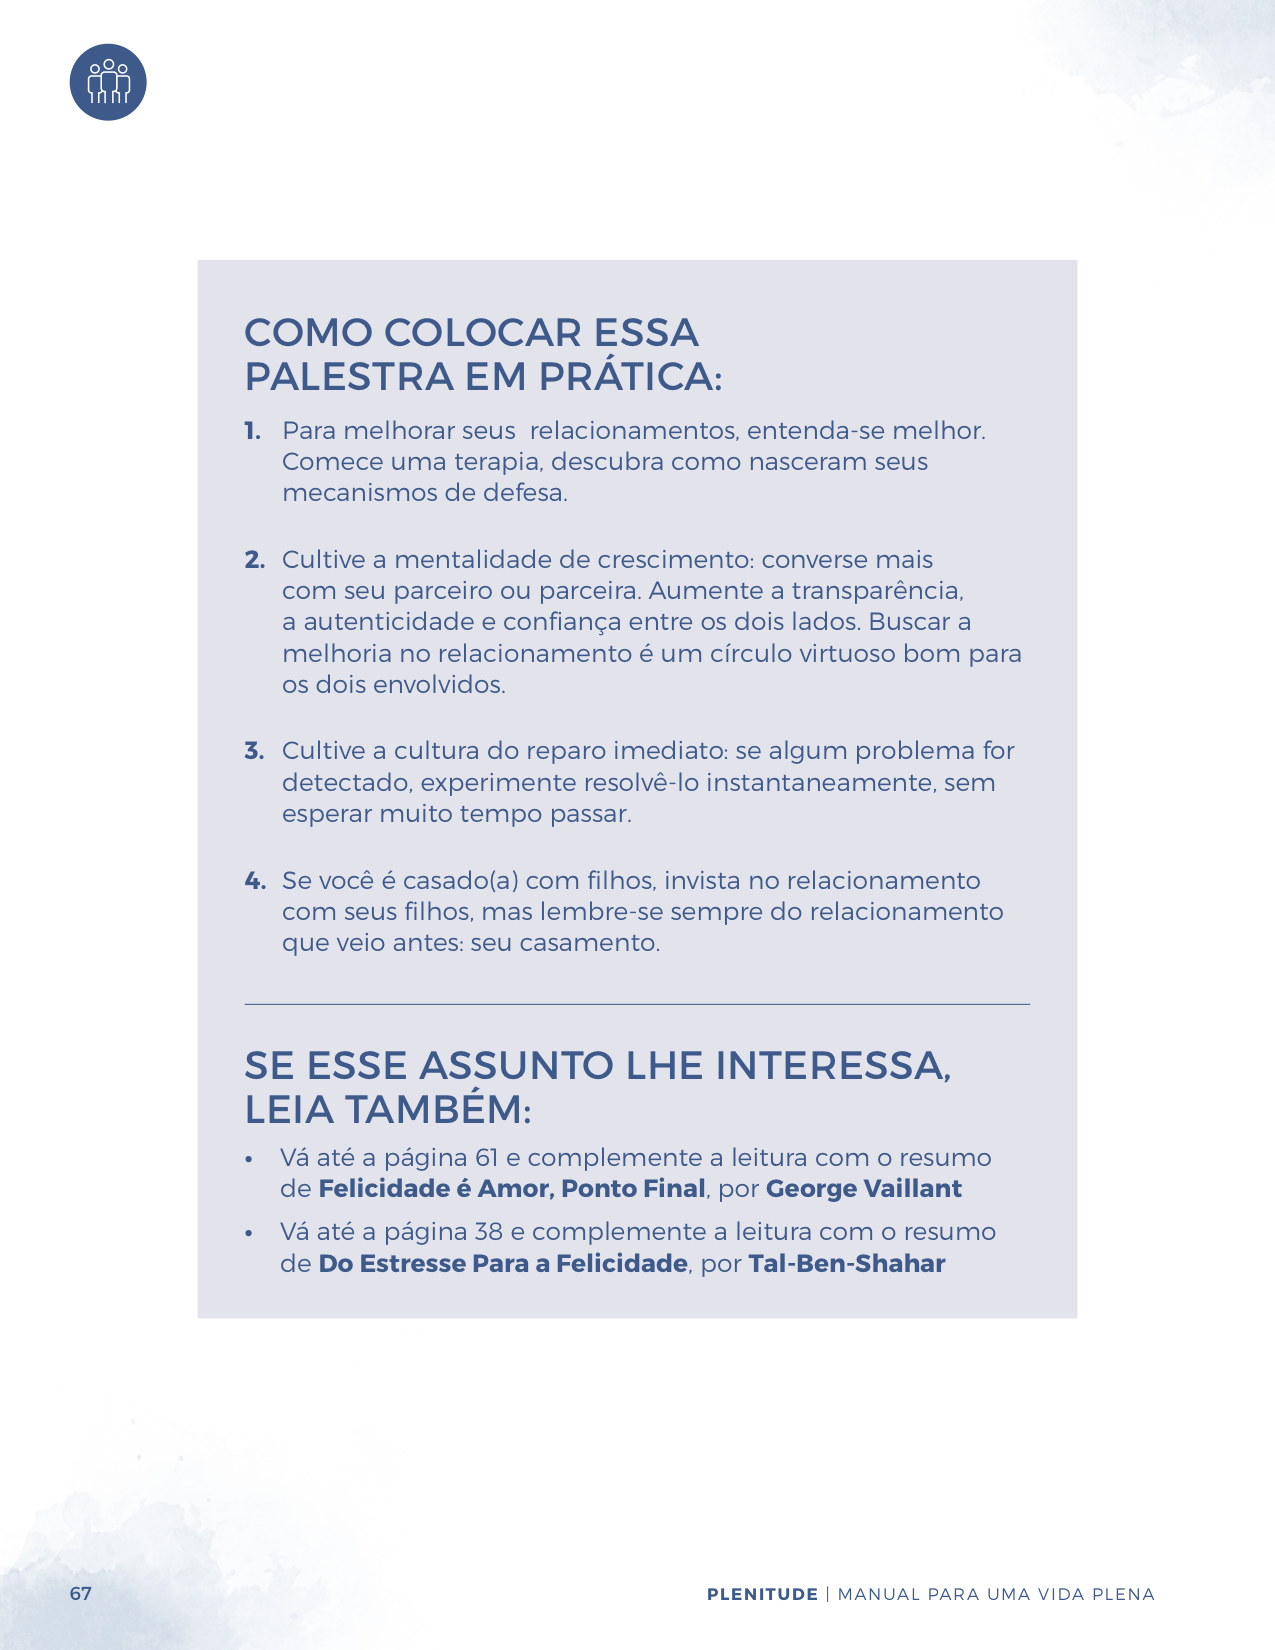 COMO COLOCAR ESSA
PALESTRA EM PRÁTICA:
1. Para melhorar seus  relacionamentos, entenda-se melhor.
Comece uma terapia, descubra como nasceram seus
mecanismos de defesa.
2. Cultive a mentalidade de crescimento: converse mais
com seu parceiro ou parceira. Aumente a transparência,
a autenticidade e confiança entre os dois lados. Buscar a
melhoria no relacionamento é um círculo virtuoso bom para
os dois envolvidos.
3. Cultive a cultura do reparo imediato: se algum problema for
detectado, experimente resolvê-lo instantaneamente, sem
esperar muito tempo passar.
4. Se você é casado(a) com filhos, invista no relacionamento
com seus filhos, mas lembre-se sempre do relacionamento
que veio antes: seu casamento.
SE ESSE ASSUNTO LHE INTERESSA,
LEIA TAMBÉM:
• Vá até a página 61 e complemente a leitura com o resumo
de Felicidade é Amor, Ponto Final, por George Vaillant
• Vá até a página 38 e complemente a leitura com o resumo
de Do Estresse Para a Felicidade, por Tal-Ben-Shahar
67
PLENITUDE | MANUAL PARA UMA VIDA PLENA